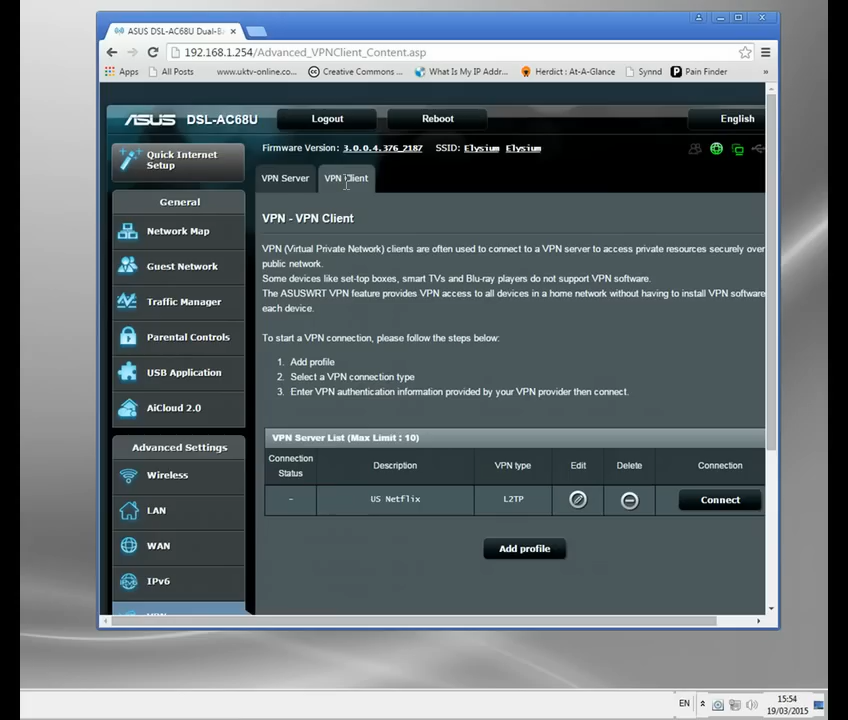 ASUS DSL-AC68U Dual-B
192.168.1.254/Advanced_VPNClient_Content.asp
Apps All Posts www.uktv-online.co... Creative Commons ... What Is My IP Addr... Herdict : At-A-Glance Synnd Pain Finder »
ASUS DSL-AC68U Logout Reboot English
Quick Internet
Setup
Firmware Version: 3.0.0.4.376_2187 SSID: Elysium Elysium
VPN Server VPN Client
General
Network Map
Guest Network
Traffic Manager
Parental Controls
USB Application
AiCloud 2.0
Advanced Settings
Wireless
LAN
WAN
IPv6
VPN
VPN - VPN Client
VPN (Virtual Private Network) clients are often used to connect to a VPN server to access private resources securely over
public network.
Some devices like set-top boxes, smart TVs and Blu-ray players do not support VPN software.
The ASUSWRT VPN feature provides VPN access to all devices in a home network without having to install VPN software
each device.
To start a VPN connection, please follow the steps below:
1. Add profile
2. Select a VPN connection type
3. Enter VPN authentication information provided by your VPN provider then connect.
VPN Server List (Max Limit : 10)
Connection
Status Description VPN type Edit Delete Connection
- US Netflix L2TP Connect
Add profile
EN 15:54
19/03/2015